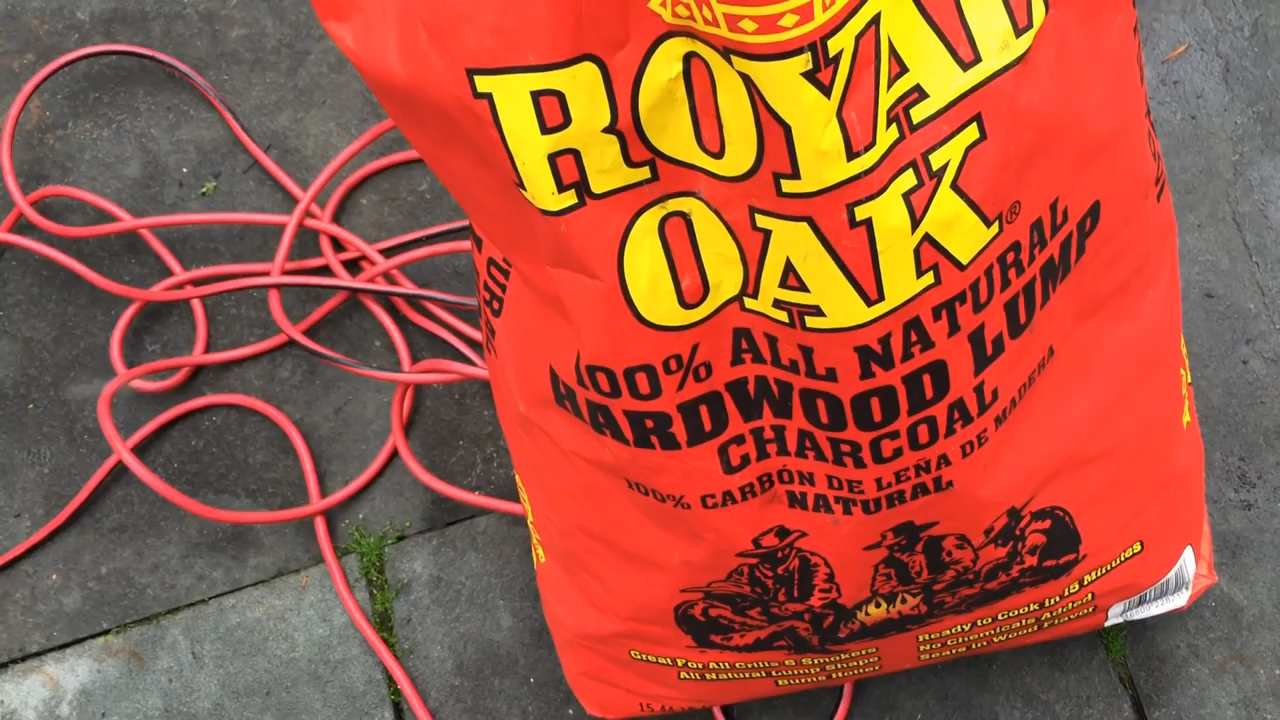 ROYAL
OAK®
100% ALL NATURAL
HARDWOOD LUMP
CHARCOAL
100% CARBÓN DE LEÑA DE MADERA
NATURAL
Great For All Grills & Smokers
All Natural Lump Shape
Burns Hotter
Ready to Cook in 15 Minutes
No Chemicals Added
Sears in Wood Flavor